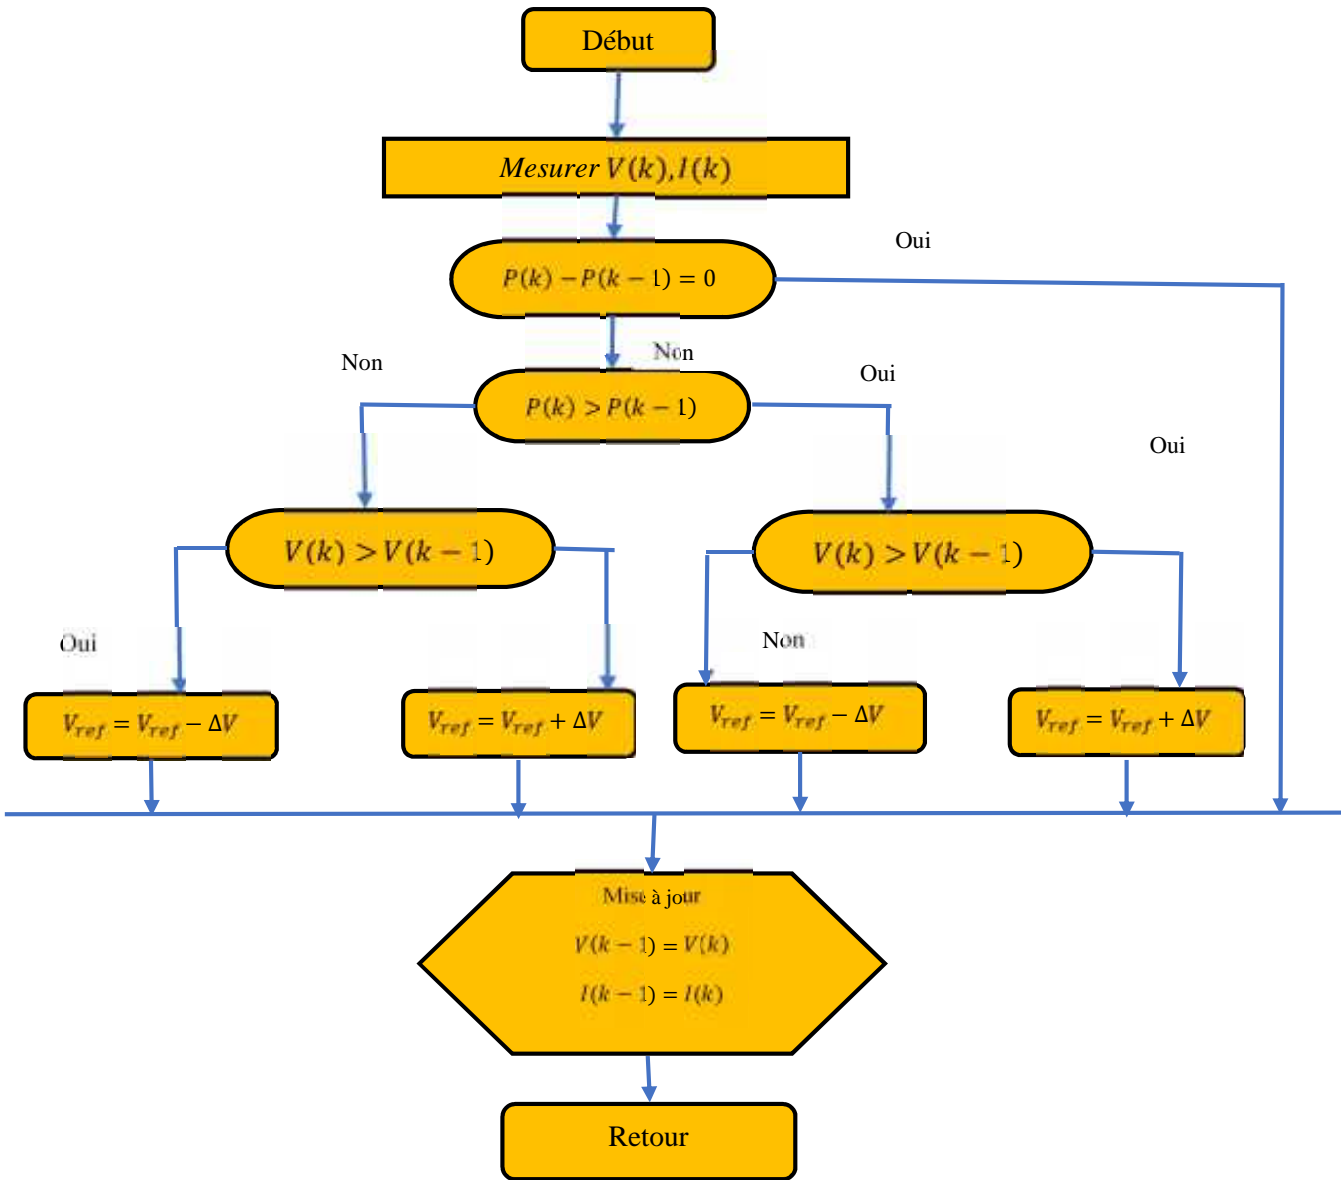 Début
Mesurer V(k),I(k)
Oui
P(k) − P(k − 1) = 0
Non
Non
Oui
P(k) > P(k − 1)
Oui
V(k) > V(k − 1)
V(k) > V(k − 1)
Oui
Non
V_ref = V_ref − ΔV
V_ref = V_ref + ΔV
V_ref = V_ref − ΔV
V_ref = V_ref + ΔV
Mise à jour
V(k − 1) = V(k)
I(k − 1) = I(k)
Retour